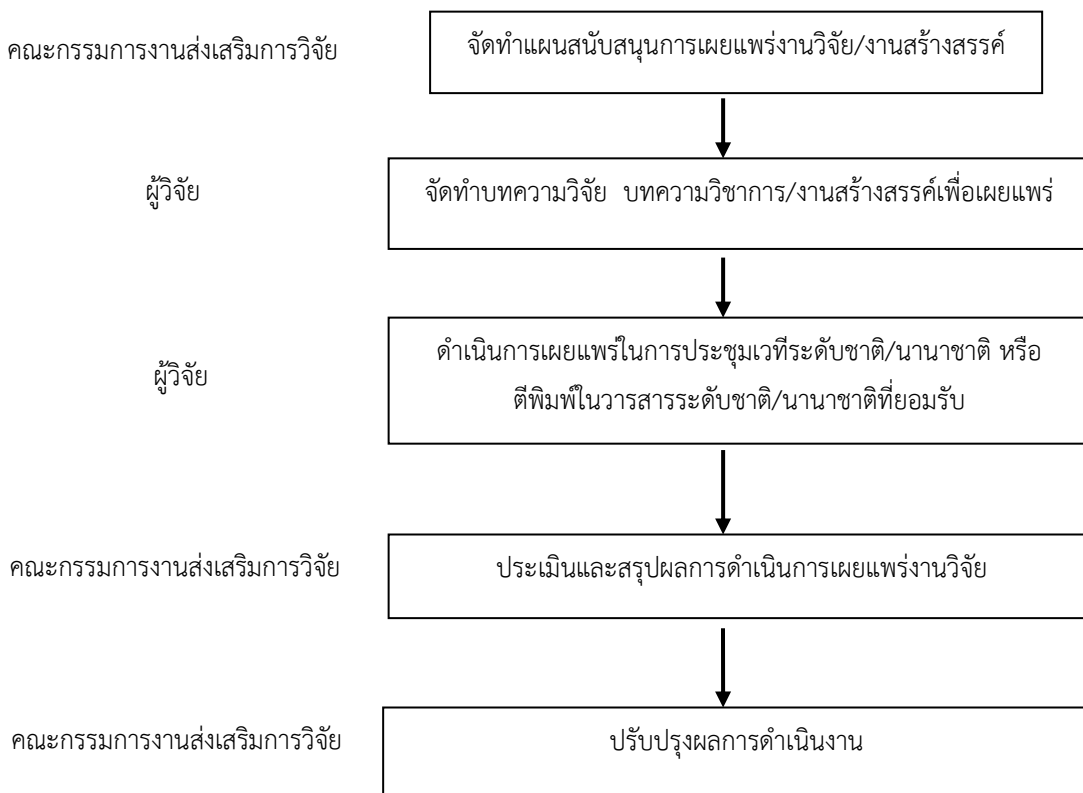 คณะกรรมการงานส่งเสริมการวิจัย
จัดทำแผนสนับสนุนการเผยแพร่งานวิจัย/งานสร้างสรรค์
ผู้วิจัย
จัดทำบทความวิจัย บทความวิชาการ/งานสร้างสรรค์เพื่อเผยแพร่
ผู้วิจัย
ดำเนินการเผยแพร่ในการประชุมเวทีระดับชาติ/นานาชาติ หรือ
ตีพิมพ์ในวารสารระดับชาติ/นานาชาติที่ยอมรับ
คณะกรรมการงานส่งเสริมการวิจัย
ประเมินและสรุปผลการดำเนินการเผยแพร่งานวิจัย
คณะกรรมการงานส่งเสริมการวิจัย
ปรับปรุงผลการดำเนินงาน